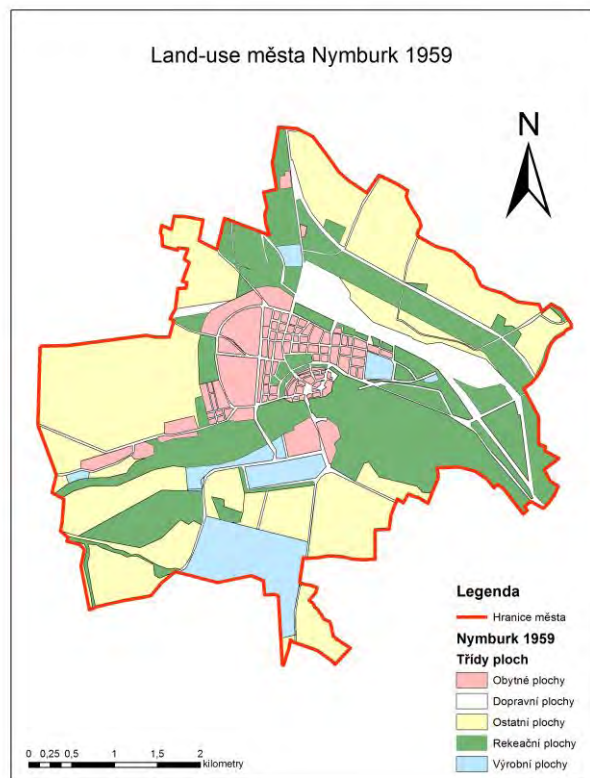 Land-use města Nymburk 1959
N
Legenda
Hranice města
Nymburk 1959
Třídy ploch
Obytné plochy
Dopravní plochy
Ostatní plochy
Rekeační plochy
Výrobní plochy
0 0,25 0,5 1 1,5 2
kilometry